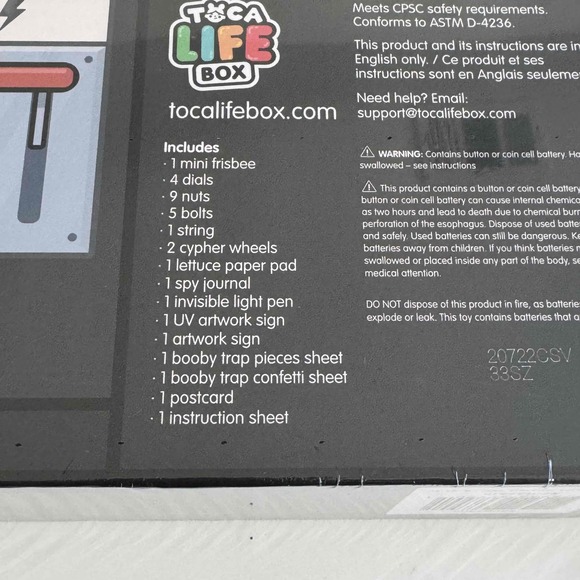 TOCA
LIFE
BOX
tocalifebox.com
Includes
· 1 mini frisbee
· 4 dials
· 9 nuts
· 5 bolts
· 1 string
· 2 cypher wheels
· 1 lettuce paper pad
· 1 spy journal
· 1 invisible light pen
· 1 UV artwork sign
· 1 artwork sign
· 1 booby trap pieces sheet
· 1 booby trap confetti sheet
· 1 postcard
· 1 instruction sheet
Meets CPSC safety requirements.
Conforms to ASTM D-4236.
This product and its instructions are in
English only. / Ce produit et ses
instructions sont en Anglais seuleme
Need help? Email:
support@tocalifebox.com
WARNING: Contains button or coin cell battery. Ha
swallowed – see instructions
This product contains a button or coin cell battery
button or coin cell battery can cause internal chemica
as two hours and lead to death due to chemical burn
perforation of the esophagus. Dispose of used batte
and safely. Used batteries can still be dangerous. Ke
batteries away from children. If you think batteries m
swallowed or placed inside any part of the body, se
medical attention.
DO NOT dispose of this product in fire, as batterie
explode or leak. This toy contains batteries that a
20722CSV
33SZ